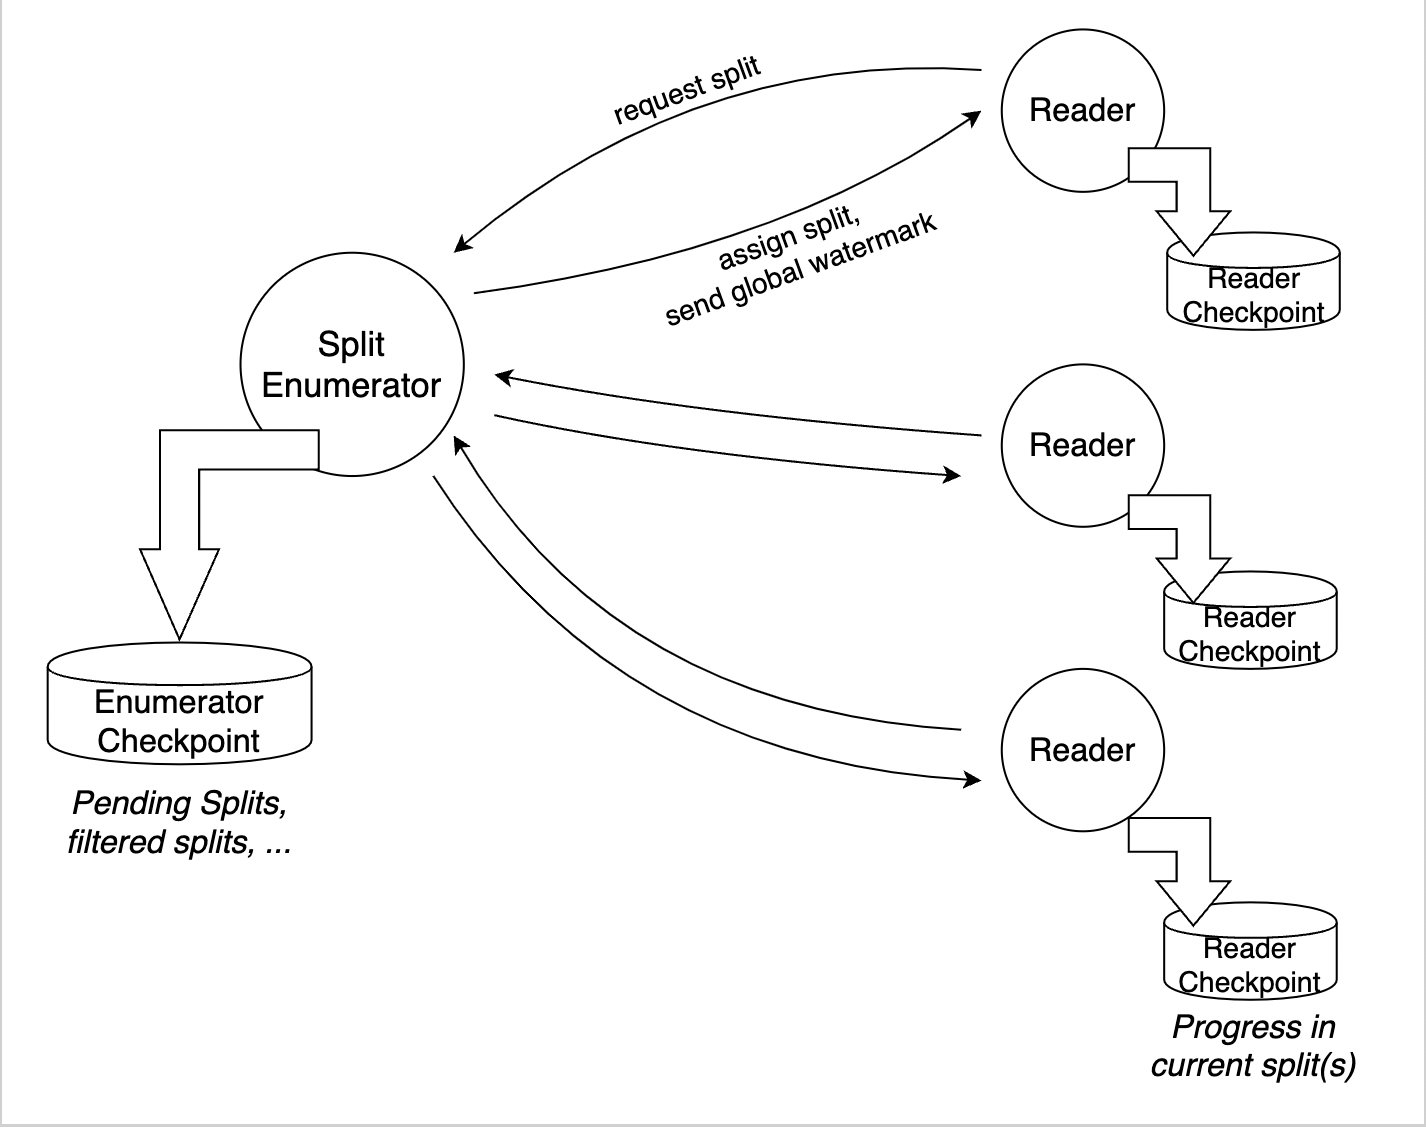 request split
assign split,
send global watermark
Split
Enumerator
Enumerator
Checkpoint
Pending Splits,
filtered splits, ...
Reader
Reader
Checkpoint
Reader
Reader
Checkpoint
Reader
Reader
Checkpoint
Progress in
current split(s)